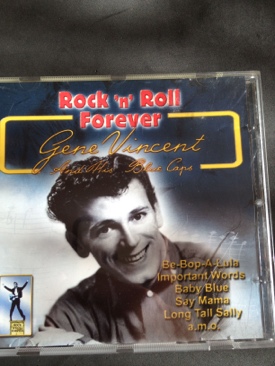 Rock 'n' Roll
Forever
Gene Vincent
And His Blue Caps
Be-Bop-A-Lula
Important Words
Baby Blue
Say Mama
Long Tall Sally
a.m.o.